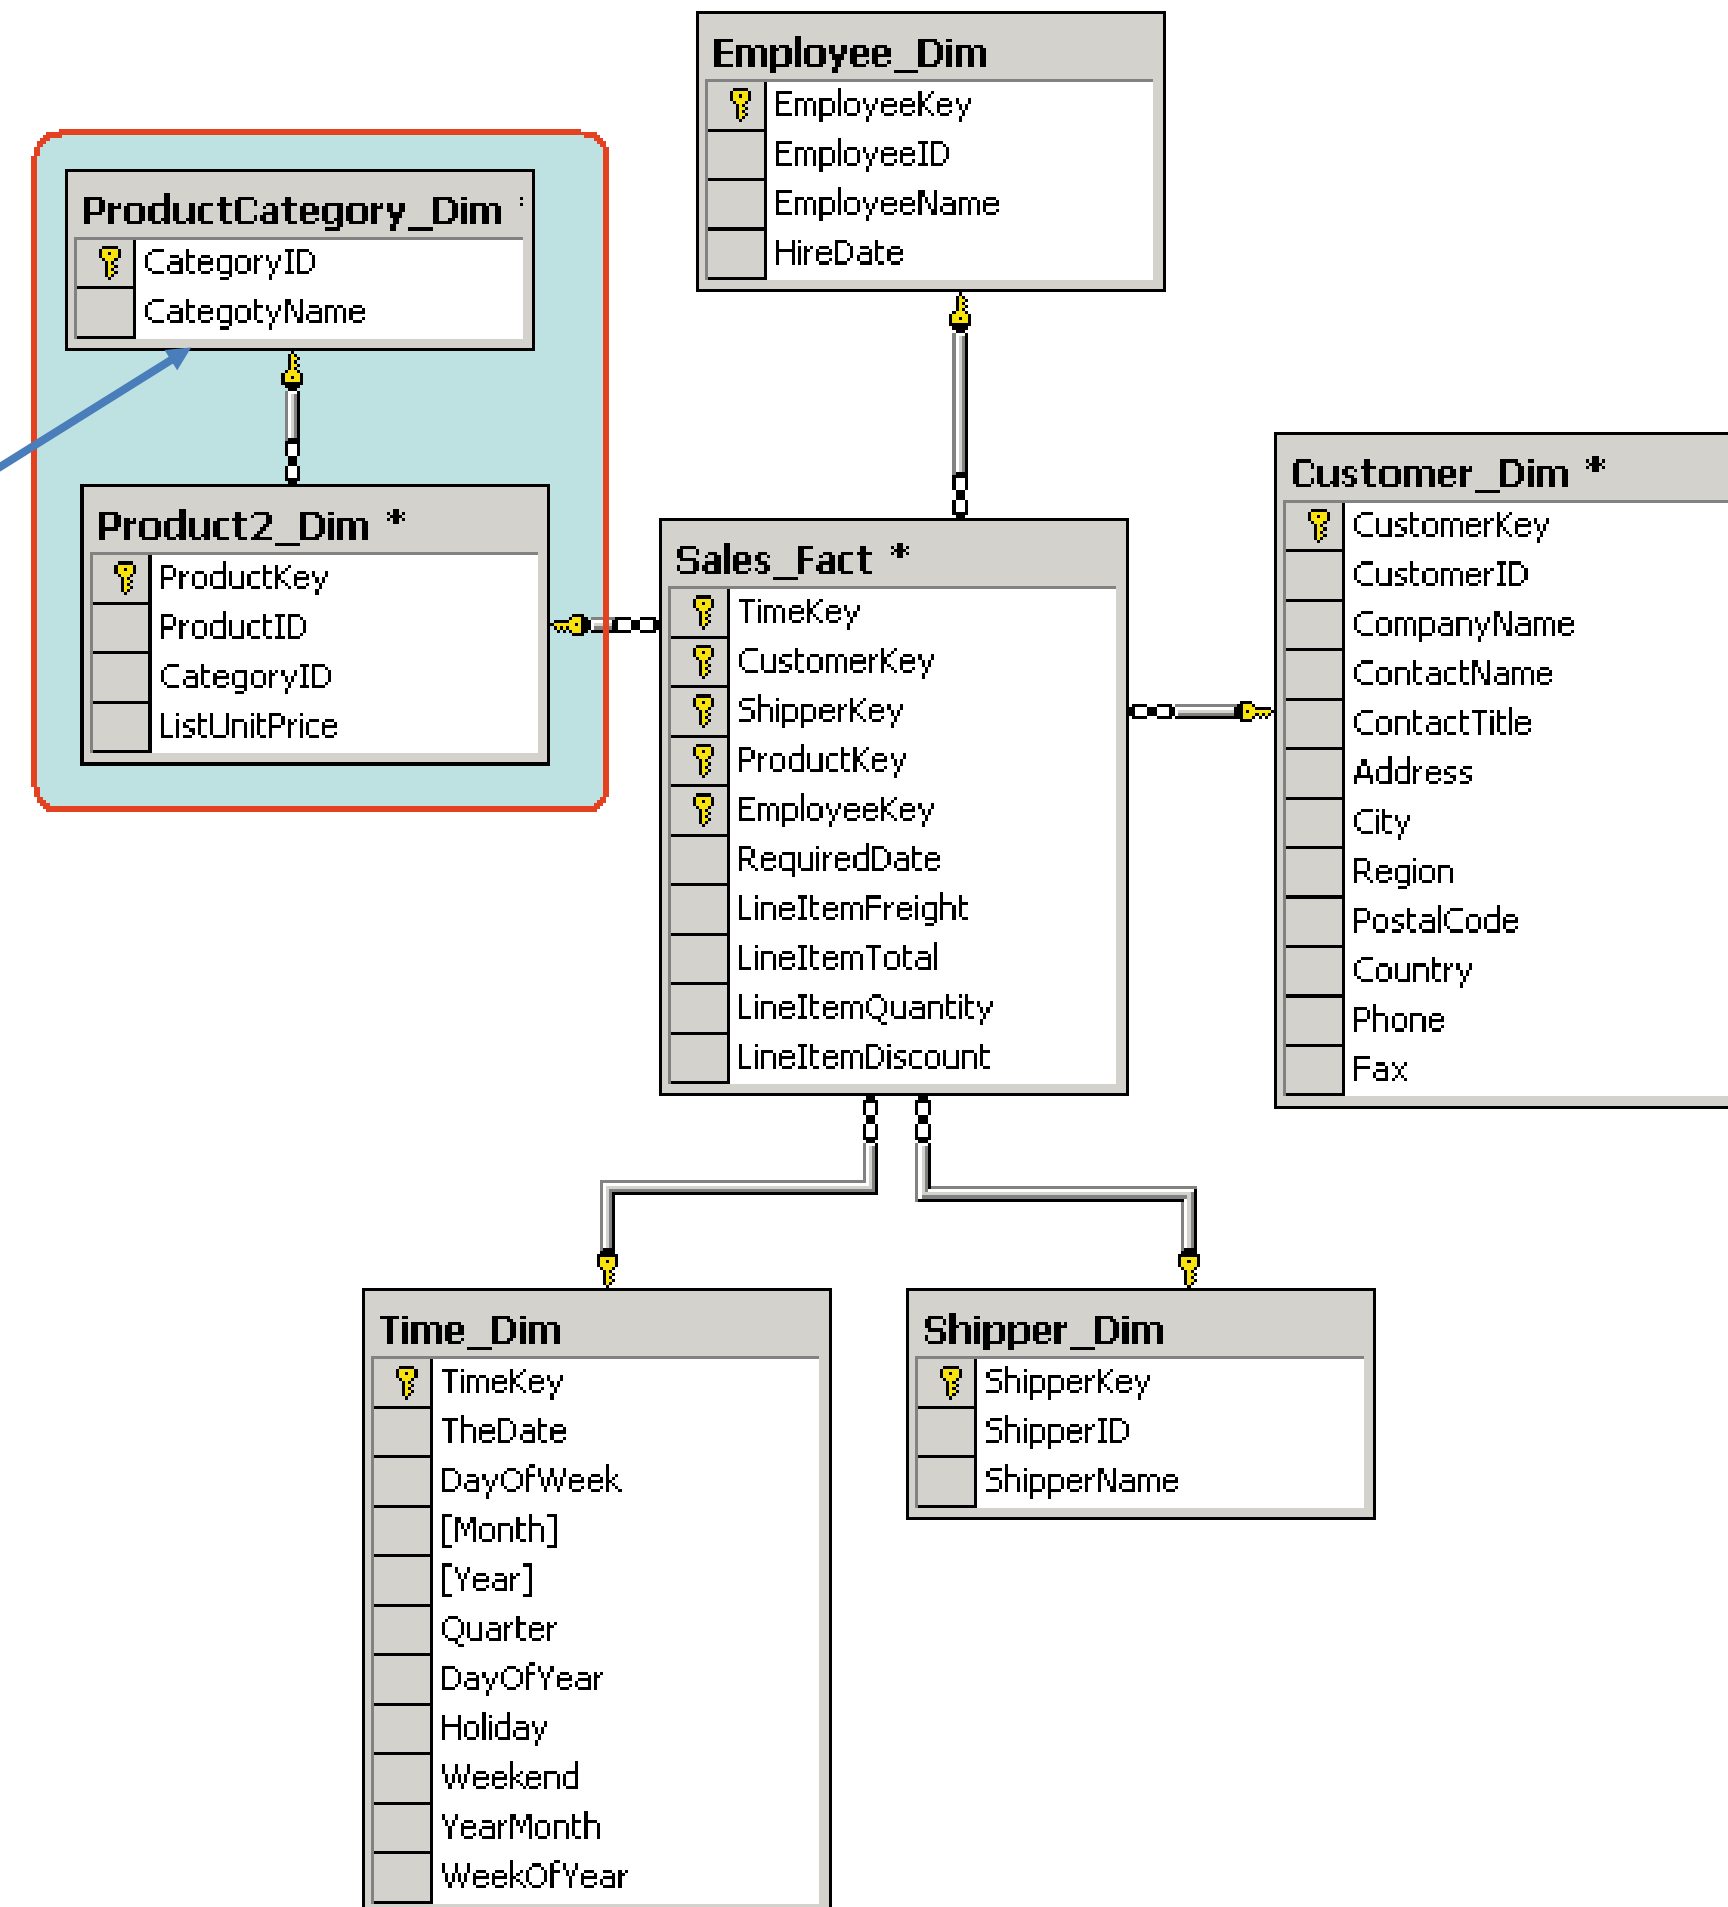 Employee_Dim
EmployeeKey
EmployeeID
EmployeeName
HireDate
ProductCategory_Dim
CategoryID
CategotyName
Product2_Dim *
ProductKey
ProductID
CategoryID
ListUnitPrice
Sales_Fact *
TimeKey
CustomerKey
ShipperKey
ProductKey
EmployeeKey
RequiredDate
LineItemFreight
LineItemTotal
LineItemQuantity
LineItemDiscount
Customer_Dim *
CustomerKey
CustomerID
CompanyName
ContactName
ContactTitle
Address
City
Region
PostalCode
Country
Phone
Fax
Time_Dim
TimeKey
TheDate
DayOfWeek
[Month]
[Year]
Quarter
DayOfYear
Holiday
Weekend
YearMonth
WeekOfYear
Shipper_Dim
ShipperKey
ShipperID
ShipperName